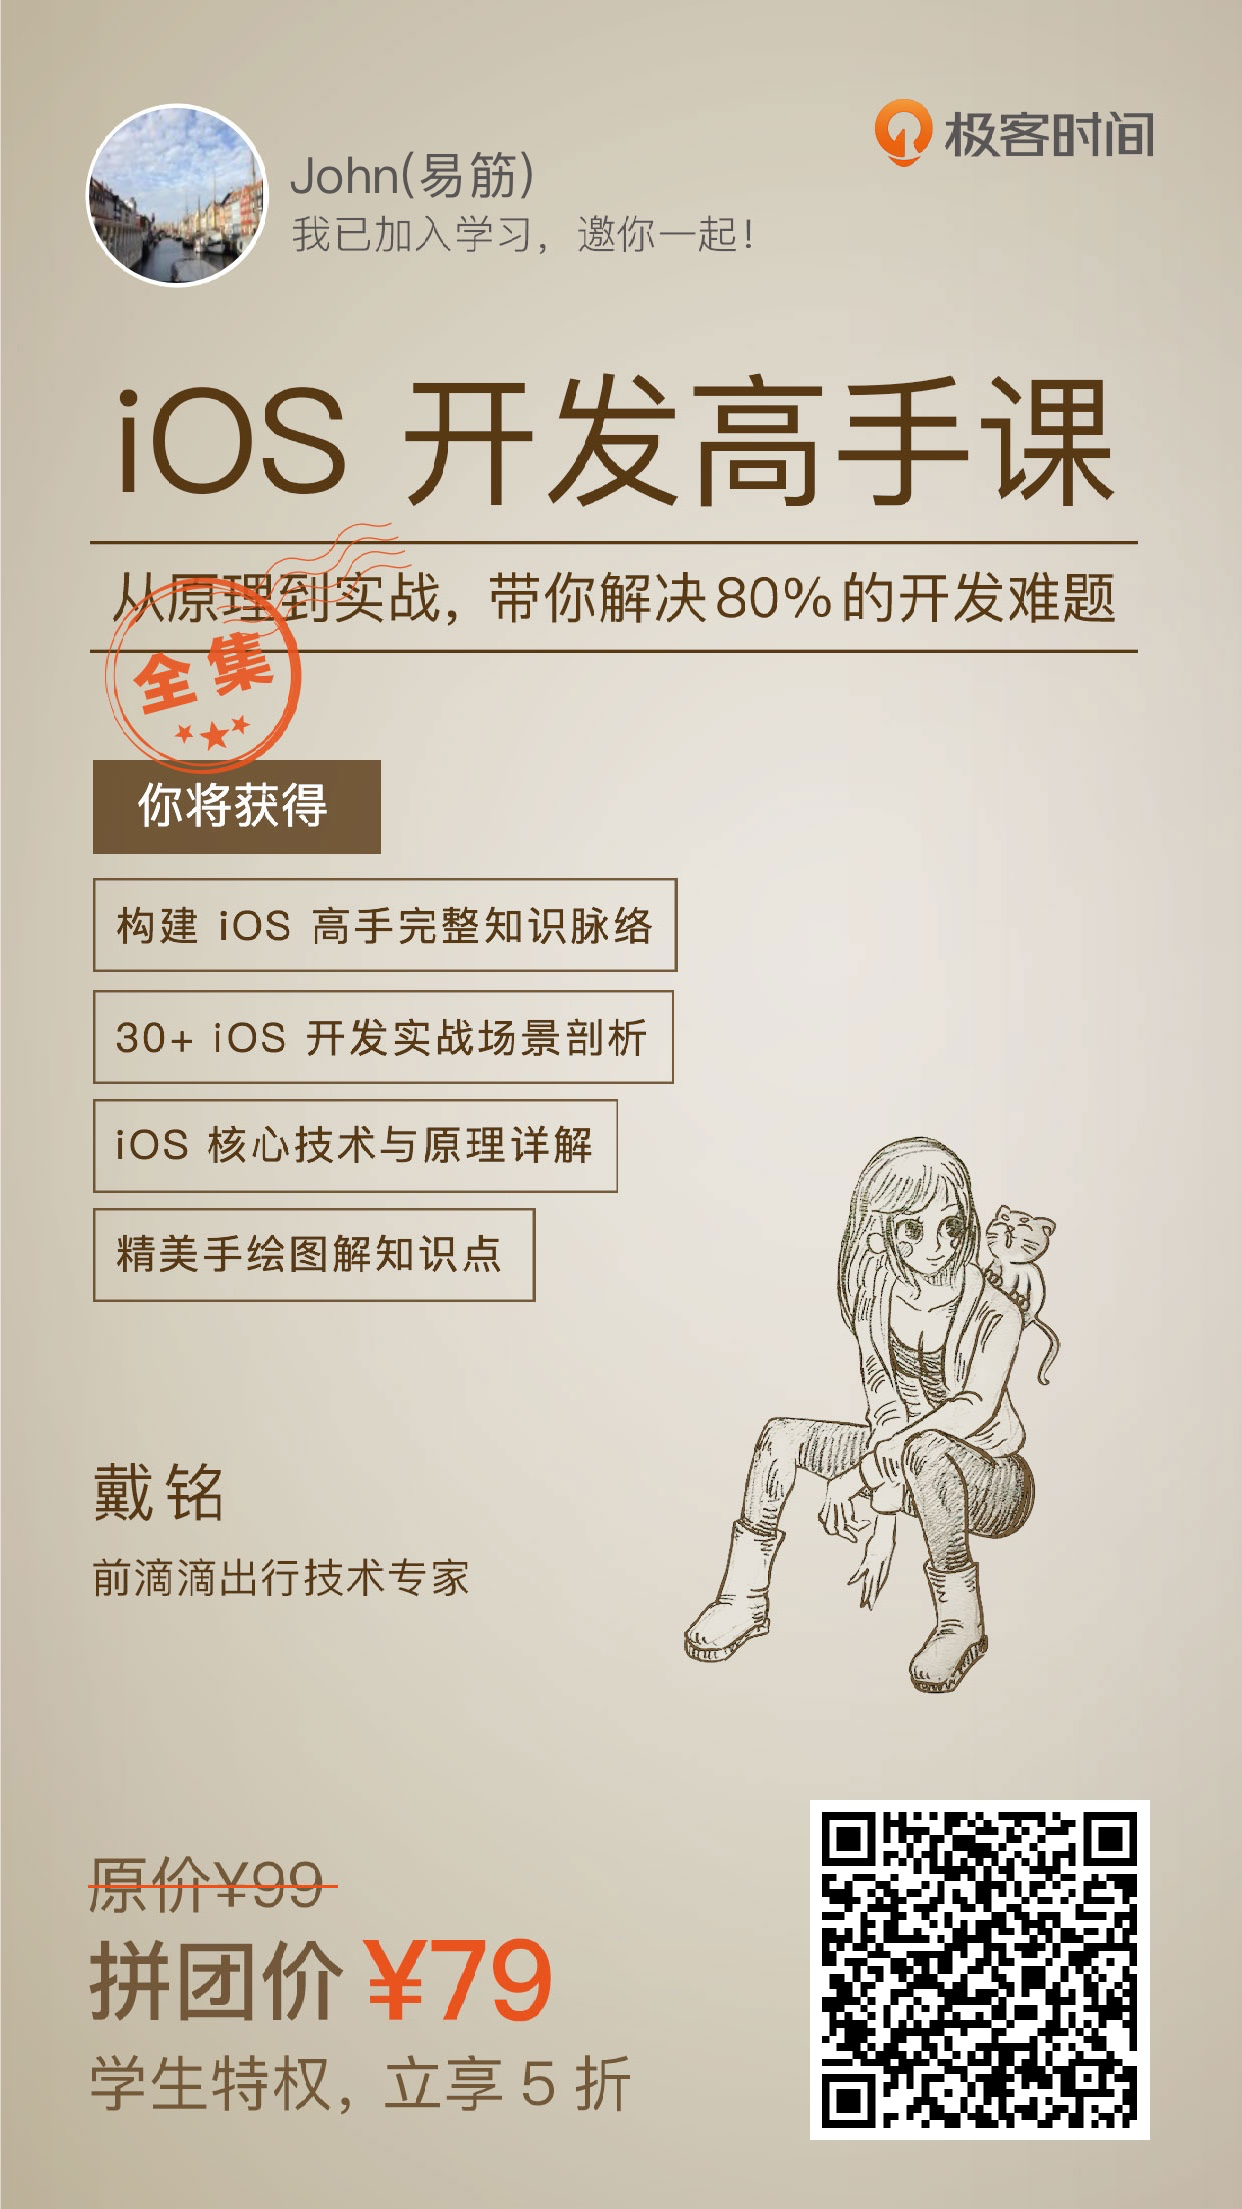 极客时间
John(易筋)
我已加入学习，邀你一起！
iOS 开发高手课
从原理到实战，带你解决80%的开发难题
全集
你将获得
构建 iOS 高手完整知识脉络
30+ iOS 开发实战场景剖析
iOS 核心技术与原理详解
精美手绘图解知识点
戴铭
前滴滴出行技术专家
原价¥99
拼团价¥79
学生特权，立享 5 折